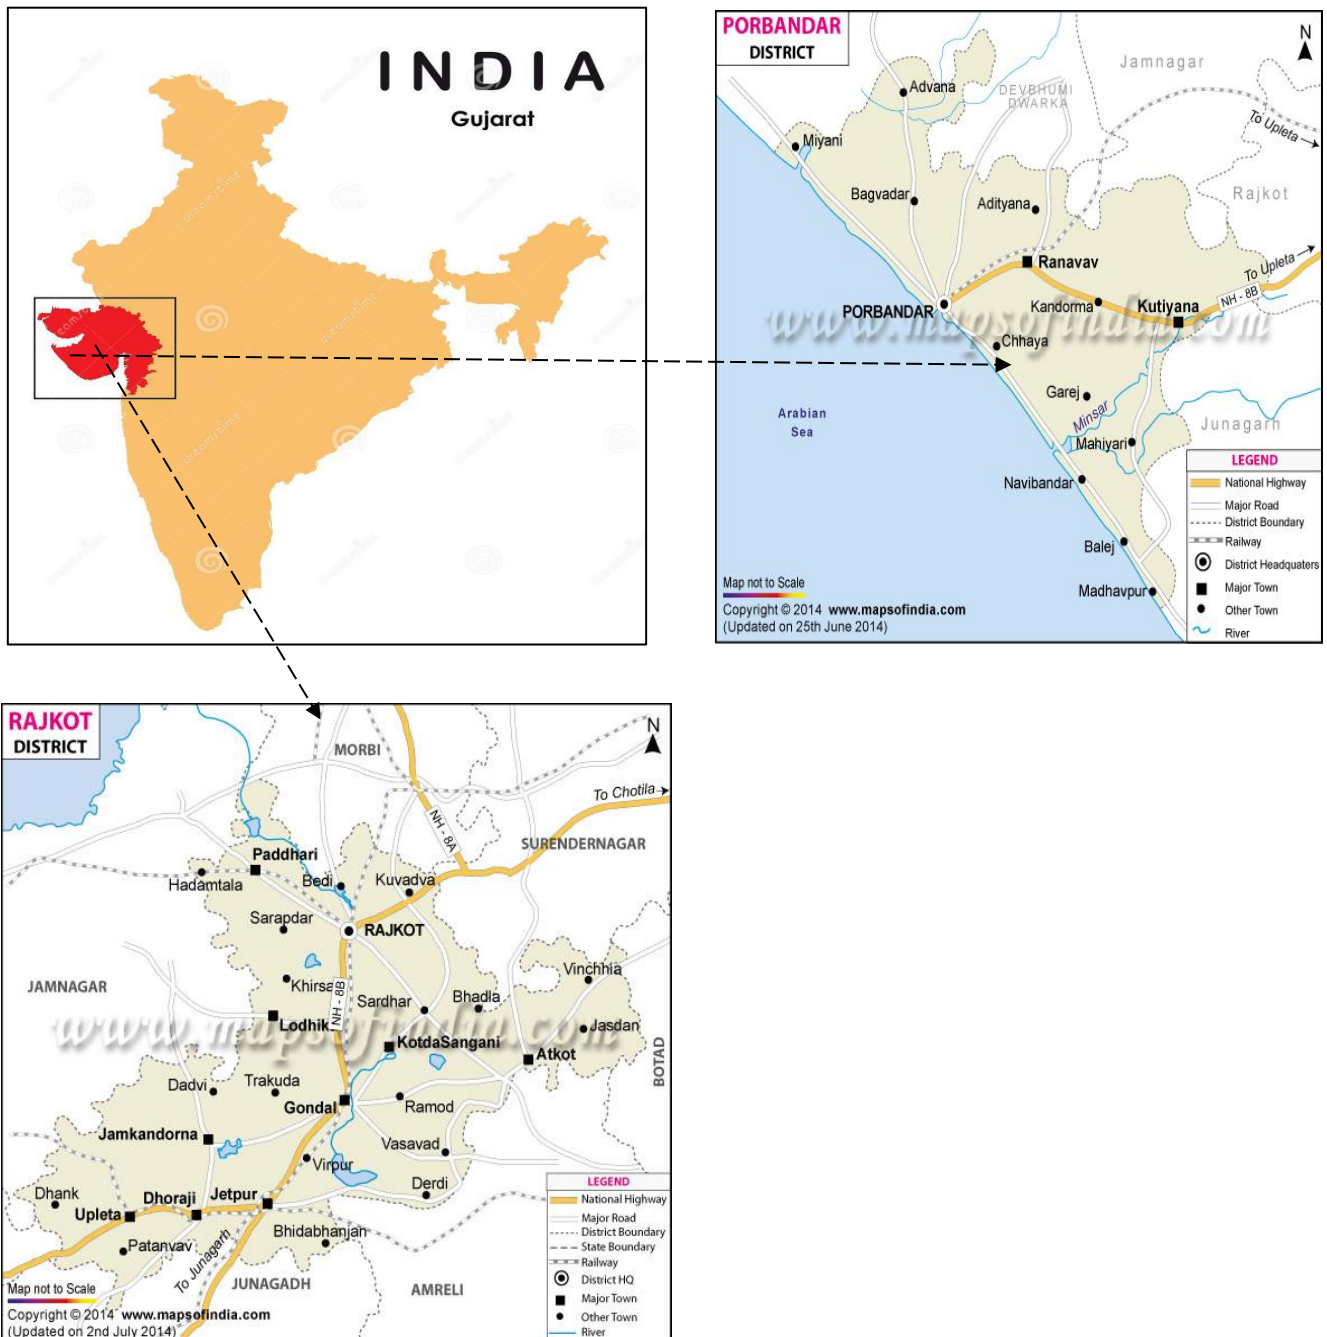 INDIA
Gujarat
PORBANDAR
DISTRICT
N
Jamnagar
Advana
DEVBHUMI
DWARKA
To Upleta
Miyani
Rajkot
Bagvadar
Adityana
Ranavav
To Upleta
NH - 8B
Kandorma
Kutiyana
PORBANDAR
www.mapsofindia.com
Chhaya
Garej
Arabian
Sea
Minsar
Junagarh
Mahiyari
Navibandar
Balej
Madhavpur
LEGEND
National Highway
Major Road
District Boundary
Railway
District Headquaters
Major Town
Other Town
River
Map not to Scale
Copyright © 2014 www.mapsofindia.com
(Updated on 25th June 2014)
RAJKOT
DISTRICT
N
MORBI
To Chotila
NH - 8A
SURENDERNAGAR
Paddhari
Hadamtala
Bedi
Kuvadva
Sarapdar
RAJKOT
JAMNAGAR
Khirsa
NH - 8B
Sardhar
Bhadla
Vinchhia
Lodhik
www.mapsofindia.com
Jasdan
KotdaSangani
Atkot
BOTAD
Dadvi
Trakuda
Gondal
Ramod
Jamkandorna
Vasavad
Virpur
Derdi
Dhank
Upleta
Dhoraji
Jetpur
Patanvav
To Junagarh
Bhidabhanjan
JUNAGADH
AMRELI
LEGEND
National Highway
Major Road
District Boundary
State Boundary
Railway
District HQ
Major Town
Other Town
River
Map not to Scale
Copyright © 2014 www.mapsofindia.com
(Updated on 2nd July 2014)
dreamstime